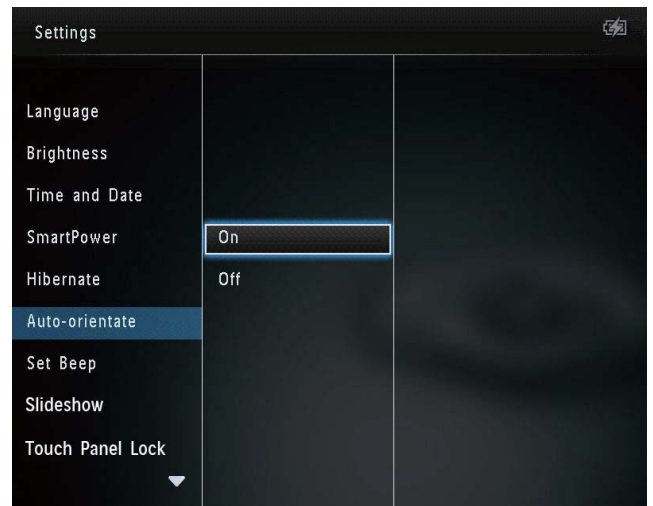 Settings
Language
Brightness
Time and Date
SmartPower
Hibernate
Auto-orientate
Set Beep
Slideshow
Touch Panel Lock
On
Off